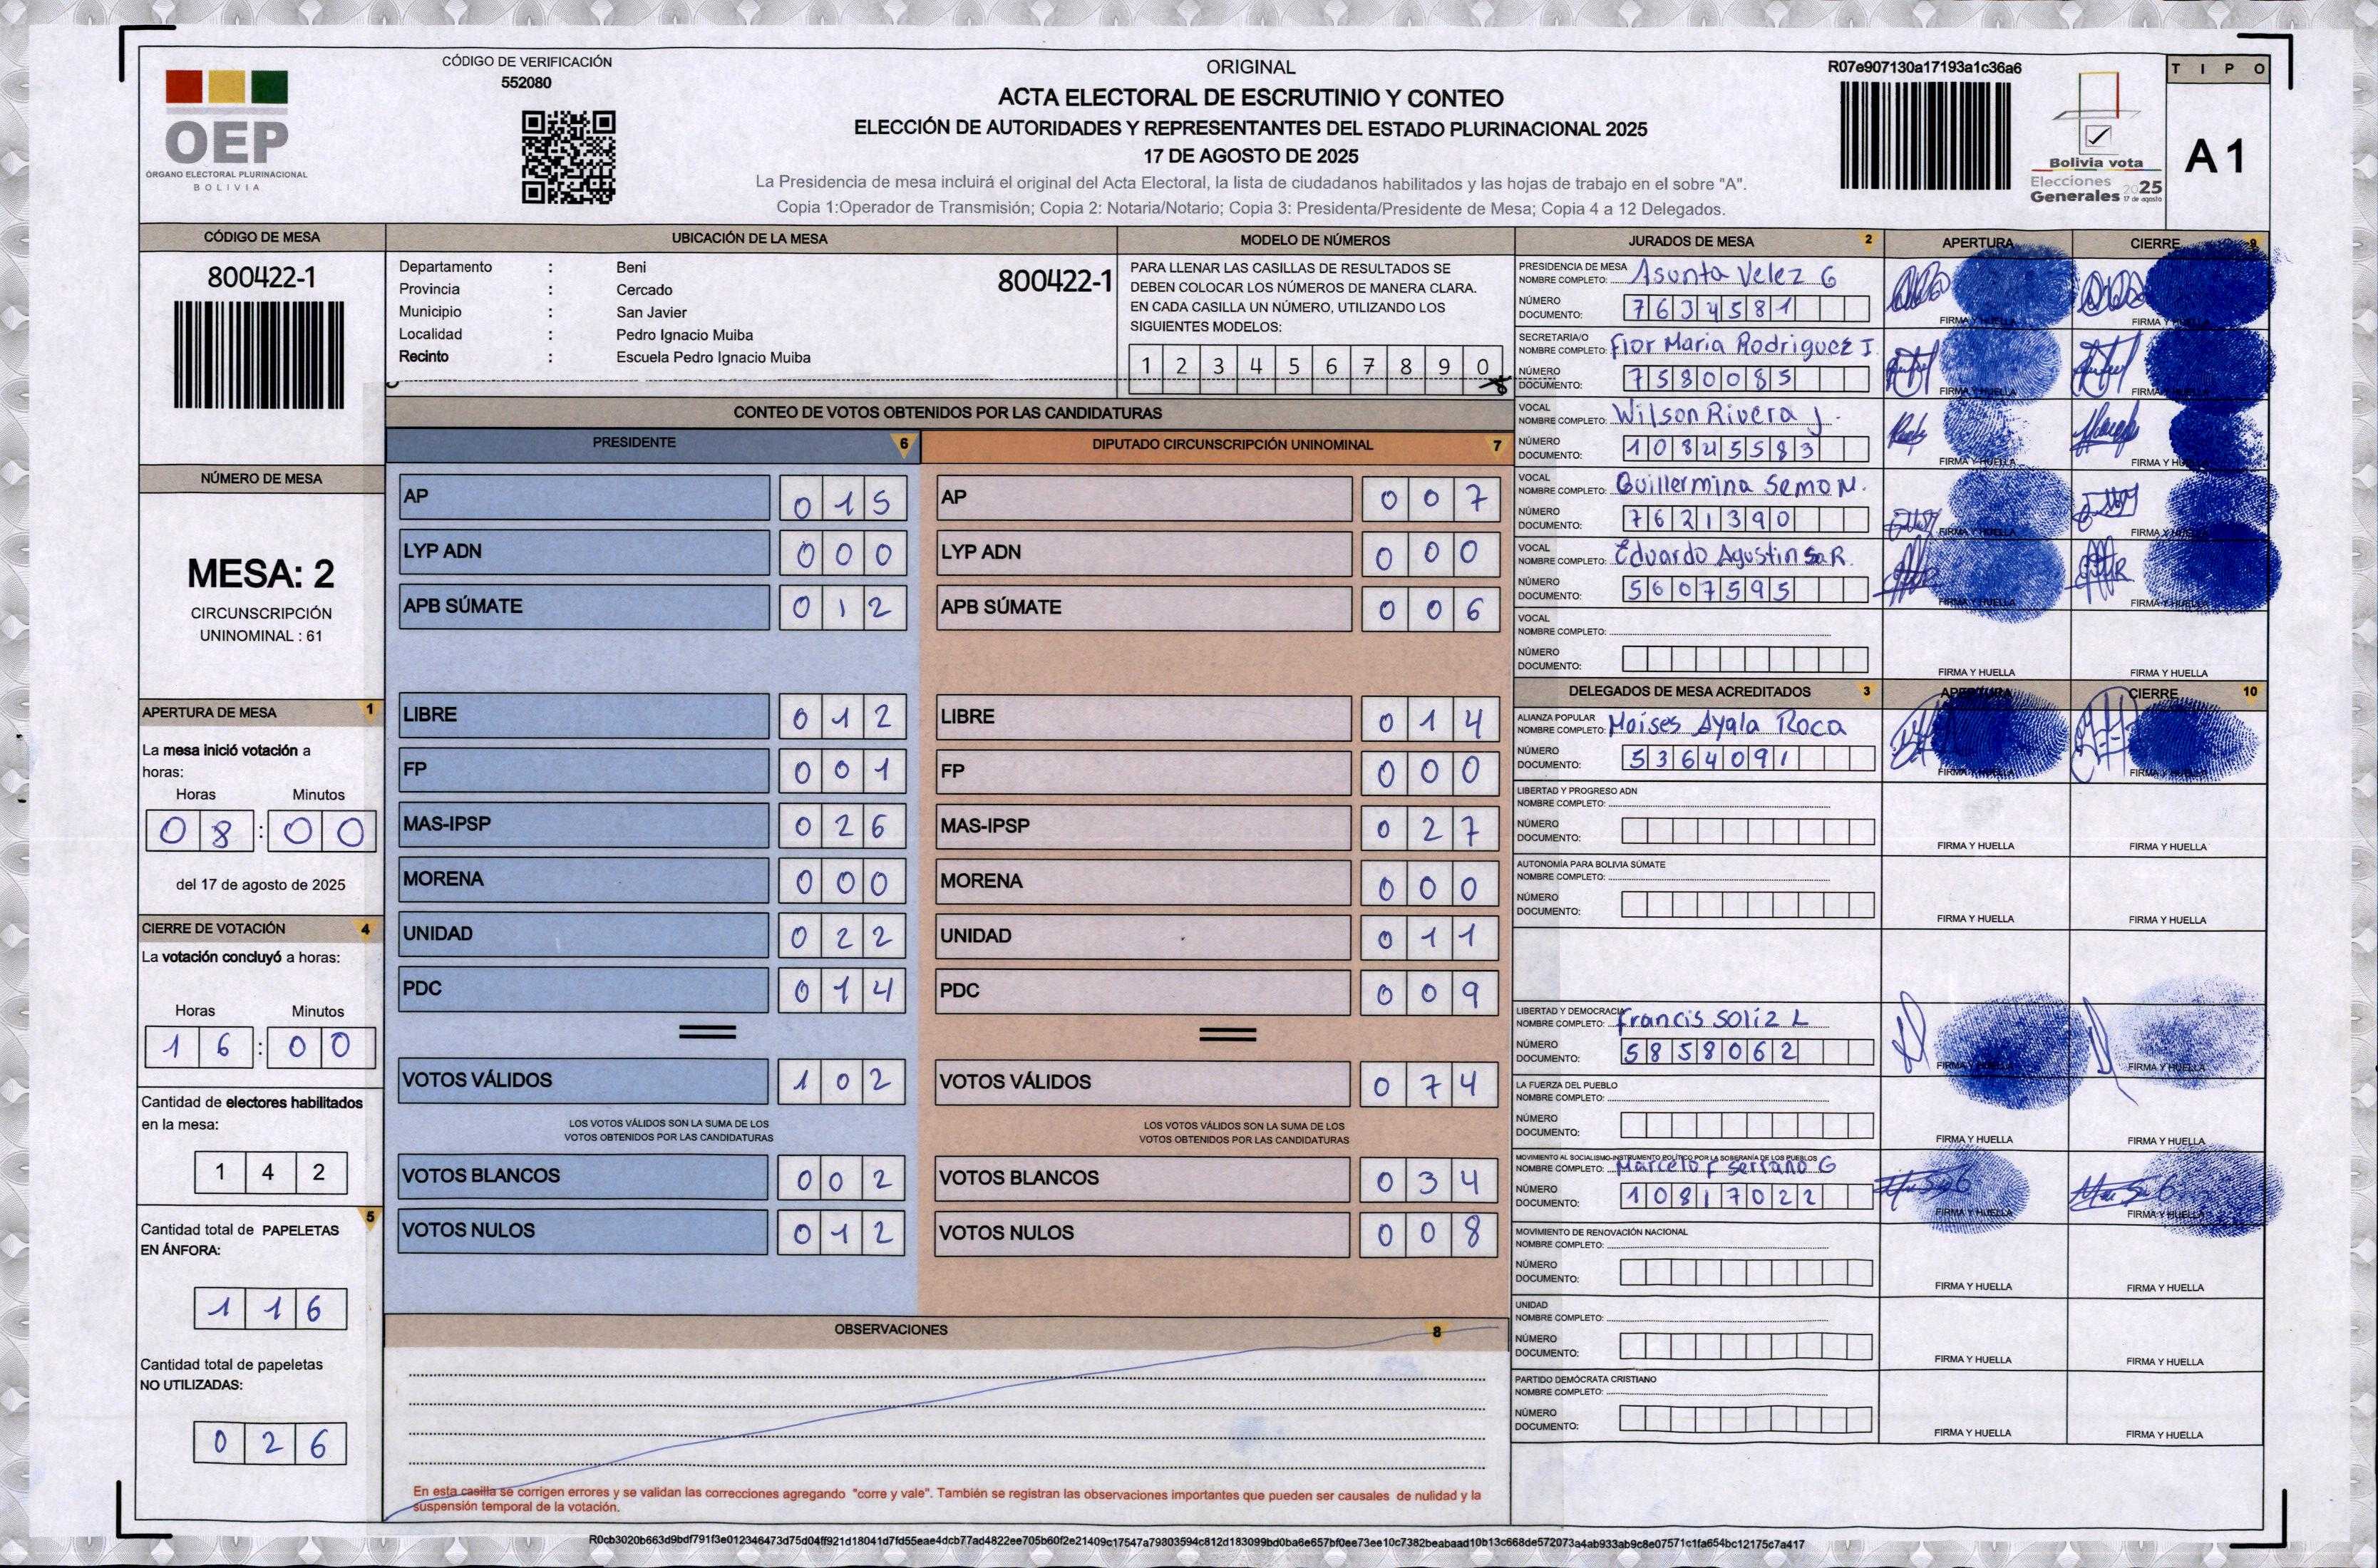 CÓDIGO DE VERIFICACIÓN
552080
OEP
ÓRGANO ELECTORAL PLURINACIONAL
BOLIVIA
ORIGINAL
ACTA ELECTORAL DE ESCRUTINIO Y CONTEO
ELECCIÓN DE AUTORIDADES Y REPRESENTANTES DEL ESTADO PLURINACIONAL 2025
17 DE AGOSTO DE 2025
La Presidencia de mesa incluirá el original del Acta Electoral, la lista de ciudadanos habilitados y las hojas de trabajo en el sobre "A".
Copia 1:Operador de Transmisión; Copia 2: Notaria/Notario; Copia 3: Presidenta/Presidente de Mesa; Copia 4 a 12 Delegados.
R07e907130a17193a1c36a6
Bolivia vota
Elecciones
Generales 2025
17 de agosto
TIPO
A 1
CÓDIGO DE MESA
800422-1
NÚMERO DE MESA
MESA: 2
CIRCUNSCRIPCIÓN
UNINOMINAL : 61
APERTURA DE MESA 1
La mesa inició votación a
horas:
Horas Minutos
08 : 00
del 17 de agosto de 2025
CIERRE DE VOTACIÓN 4
La votación concluyó a horas:
Horas Minutos
16 : 00
Cantidad de electores habilitados
en la mesa:
142
5
Cantidad total de PAPELETAS
EN ÁNFORA:
116
Cantidad total de papeletas
NO UTILIZADAS:
026
UBICACIÓN DE LA MESA
Departamento : Beni
800422-1
Provincia : Cercado
Municipio : San Javier
Localidad : Pedro Ignacio Muiba
Recinto : Escuela Pedro Ignacio Muiba
MODELO DE NÚMEROS
PARA LLENAR LAS CASILLAS DE RESULTADOS SE
DEBEN COLOCAR LOS NÚMEROS DE MANERA CLARA.
EN CADA CASILLA UN NÚMERO, UTILIZANDO LOS
SIGUIENTES MODELOS:
1 2 3 4 5 6 7 8 9 0
CONTEO DE VOTOS OBTENIDOS POR LAS CANDIDATURAS
PRESIDENTE 6
AP 015
LYP ADN 000
APB SÚMATE 012
LIBRE 012
FP 001
MAS-IPSP 026
MORENA 000
UNIDAD 022
PDC 014
VOTOS VÁLIDOS 102
LOS VOTOS VÁLIDOS SON LA SUMA DE LOS
VOTOS OBTENIDOS POR LAS CANDIDATURAS
VOTOS BLANCOS 002
VOTOS NULOS 012
DIPUTADO CIRCUNSCRIPCIÓN UNINOMINAL 7
AP 007
LYP ADN 000
APB SÚMATE 006
LIBRE 014
FP 000
MAS-IPSP 027
MORENA 000
UNIDAD 011
PDC 009
VOTOS VÁLIDOS 074
LOS VOTOS VÁLIDOS SON LA SUMA DE LOS
VOTOS OBTENIDOS POR LAS CANDIDATURAS
VOTOS BLANCOS 034
VOTOS NULOS 008
OBSERVACIONES 8
En esta casilla se corrigen errores y se validan las correcciones agregando "corre y vale". También se registran las observaciones importantes que pueden ser causales de nulidad y la
suspensión temporal de la votación.
JURADOS DE MESA 2 APERTURA CIERRE 9
PRESIDENCIA DE MESA
NOMBRE COMPLETO: Asunta Velez G
NÚMERO
DOCUMENTO: 7634581
FIRMA Y HUELLA FIRMA Y HUELLA
SECRETARIA/O
NOMBRE COMPLETO: Flor Maria Rodriguez I.
NÚMERO
DOCUMENTO: 7580085
FIRMA Y HUELLA FIRMA Y HUELLA
VOCAL
NOMBRE COMPLETO: Wilson Rivera J.
NÚMERO
DOCUMENTO: 10845583
FIRMA Y HUELLA FIRMA Y HUELLA
VOCAL
NOMBRE COMPLETO: Guillermina Semo M.
NÚMERO
DOCUMENTO: 7621390
FIRMA Y HUELLA FIRMA Y HUELLA
VOCAL
NOMBRE COMPLETO: Eduardo Agustin R.
NÚMERO
DOCUMENTO: 5607595
FIRMA Y HUELLA FIRMA Y HUELLA
VOCAL
NOMBRE COMPLETO:
NÚMERO
DOCUMENTO:
FIRMA Y HUELLA FIRMA Y HUELLA
DELEGADOS DE MESA ACREDITADOS 3 APERTURA CIERRE 10
ALIANZA POPULAR
NOMBRE COMPLETO: Moises Ayala Roca
NÚMERO
DOCUMENTO: 5364091
FIRMA Y HUELLA FIRMA Y HUELLA
LIBERTAD Y PROGRESO ADN
NOMBRE COMPLETO:
NÚMERO
DOCUMENTO:
FIRMA Y HUELLA FIRMA Y HUELLA
AUTONOMÍA PARA BOLIVIA SÚMATE
NOMBRE COMPLETO:
NÚMERO
DOCUMENTO:
FIRMA Y HUELLA FIRMA Y HUELLA
LIBERTAD Y DEMOCRACIA
NOMBRE COMPLETO: Francis Soliz L
NÚMERO
DOCUMENTO: 5858062
FIRMA Y HUELLA FIRMA Y HUELLA
LA FUERZA DEL PUEBLO
NOMBRE COMPLETO:
NÚMERO
DOCUMENTO:
FIRMA Y HUELLA FIRMA Y HUELLA
MOVIMIENTO AL SOCIALISMO-INSTRUMENTO POLÍTICO POR LA SOBERANÍA DE LOS PUEBLOS
NOMBRE COMPLETO: Marcelo F Serrano G
NÚMERO
DOCUMENTO: 10817022
FIRMA Y HUELLA FIRMA Y HUELLA
MOVIMIENTO DE RENOVACIÓN NACIONAL
NOMBRE COMPLETO:
NÚMERO
DOCUMENTO:
FIRMA Y HUELLA FIRMA Y HUELLA
UNIDAD
NOMBRE COMPLETO:
NÚMERO
DOCUMENTO:
FIRMA Y HUELLA FIRMA Y HUELLA
PARTIDO DEMÓCRATA CRISTIANO
NOMBRE COMPLETO:
NÚMERO
DOCUMENTO:
FIRMA Y HUELLA FIRMA Y HUELLA